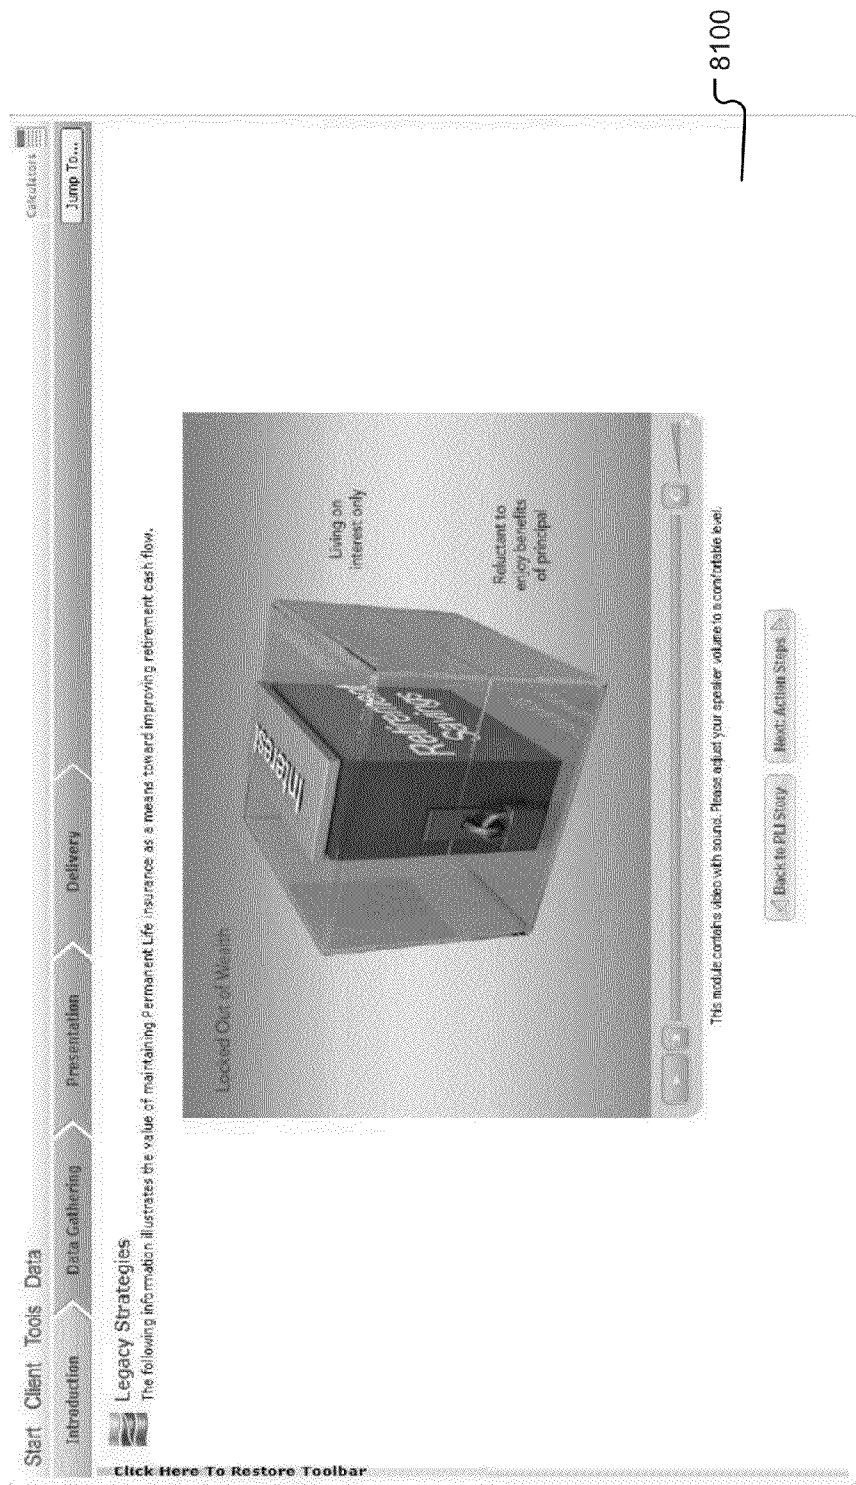 8100
Start Client Tools Data
Calculators
Introduction
Data Gathering
Presentation
Delivery
Jump To...
Legacy Strategies
The following information illustrates the value of maintaining Permanent Life Insurance as a means toward improving retirement cash flow.
Click Here To Restore Toolbar
Locked Out of Wealth
Interest
Retirement
Savings
Living on
interest only
Reluctant to
enjoy benefits
of principal
This module contains video with sound. Please adjust your speaker volume to a comfortable level.
Back to PLI Story
Next: Action Steps